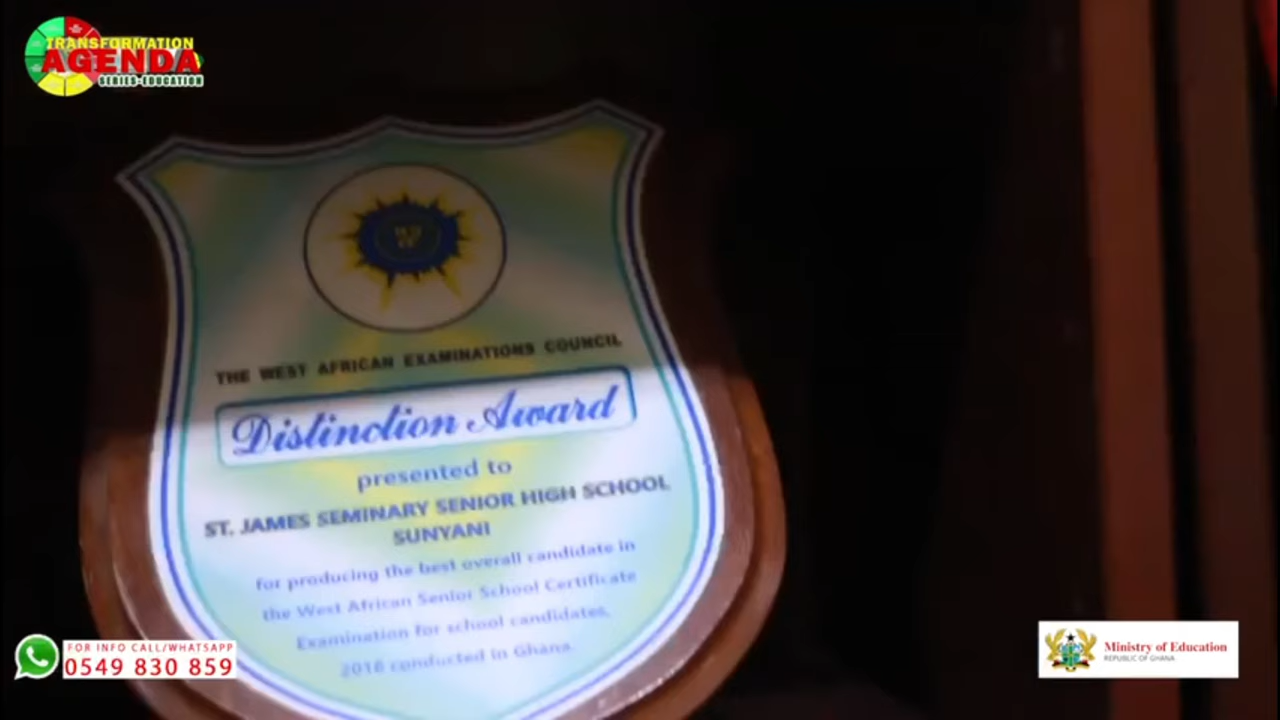 TRANSFORMATION
AGENDA
SERIES-EDUCATION
THE WEST AFRICAN EXAMINATIONS COUNCIL
Distinction Award
presented to
ST. JAMES SEMINARY SENIOR HIGH SCHOOL
SUNYANI
for producing the best overall candidate in
the West African Senior School Certificate
Examination for school candidates,
conducted in Ghana.
FOR INFO CALL/WHATSAPP
0549 830 859
Ministry of Education
REPUBLIC OF GHANA